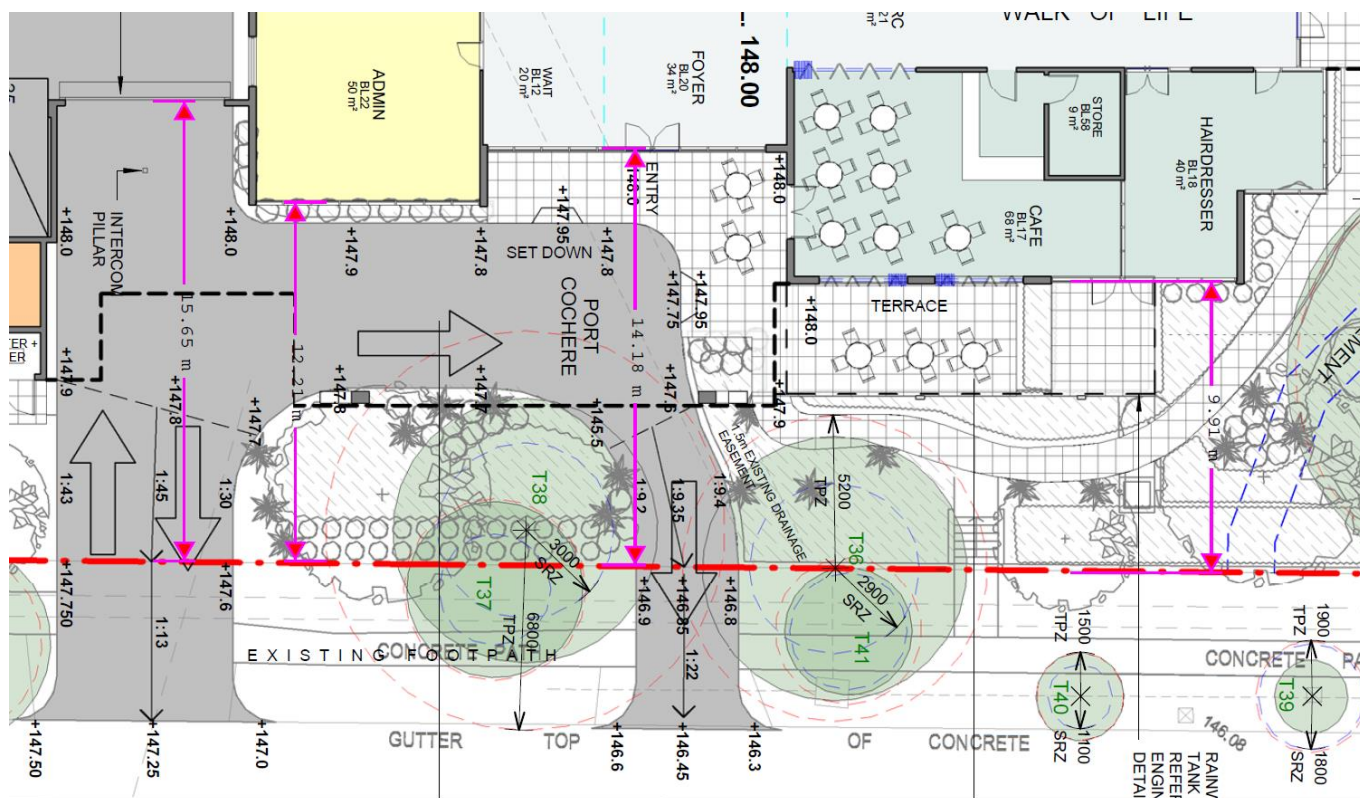 WALK OF LIFE
148.00
ADMIN
BL22
50 m²
WAIT
BL12
20 m²
FOYER
BL20
34 m²
STORE
BL58
9 m²
HAIRDRESSER
BL18
40 m²
CAFE
BL17
68 m²
ENTRY
+148.0
+148.0
INTERCOM
PILLAR
+148.0
+148.0
+147.95
+147.9
+147.8
SET DOWN
+147.8
PORT
COCHERE
+147.75
+147.95
+148.0
TERRACE
15.65 m
12.21 m
14.18 m
9.91 m
+147.9
+147.8
+147.7
+147.8
+145.5
+147.9
1.5m EXISTING DRAINAGE
EASEMENT
1:43
1:45
1:30
T38
3000
SRZ
T37
6800
TPZ
1:9.2
1:9.35
1:9.4
5200
TPZ
T36
2900
SRZ
T41
+147.750
+147.6
+146.9
+146.85
+146.8
1:13
1:22
EXISTING FOOTPATH
CONCRETE PATH
CONCRETE
1500
TPZ
T40
1100
SRZ
1900
TPZ
T39
1800
SRZ
+147.50
+147.25
+147.0
GUTTER TOP OF CONCRETE
+146.6
+146.45
+146.3
146.08
TANK